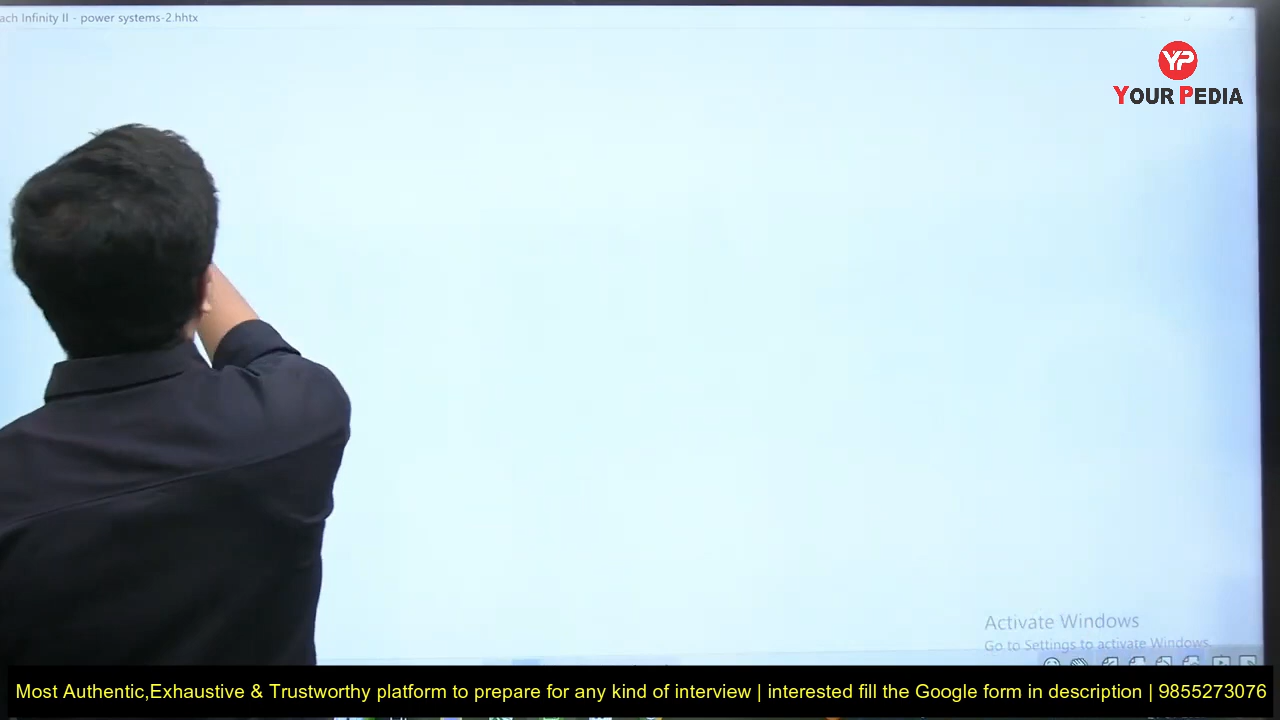 ach Infinity II - power systems-2.hhtx
YP
YOUR PEDIA
Activate Windows
Go to Settings to activate Windows.
Most Authentic,Exhaustive & Trustworthy platform to prepare for any kind of interview | interested fill the Google form in description | 9855273076